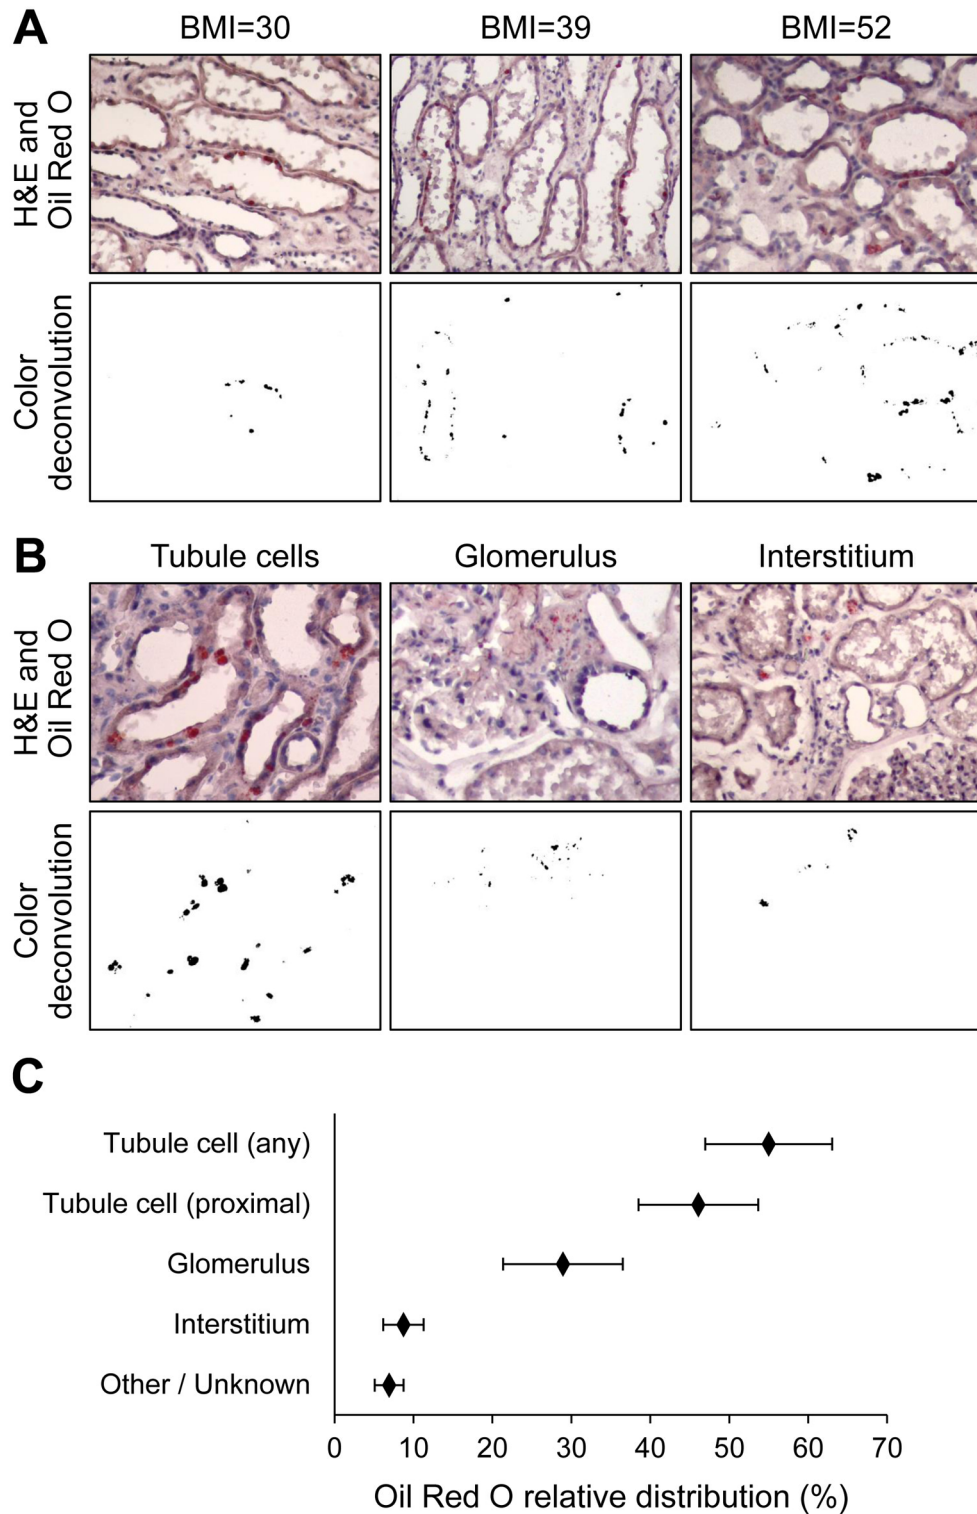 A
BMI=30
BMI=39
BMI=52
H&E and
Oil Red O
Color
deconvolution
B
Tubule cells
Glomerulus
Interstitium
H&E and
Oil Red O
Color
deconvolution
C
Tubule cell (any)
Tubule cell (proximal)
Glomerulus
Interstitium
Other / Unknown
0 10 20 30 40 50 60 70
Oil Red O relative distribution (%)